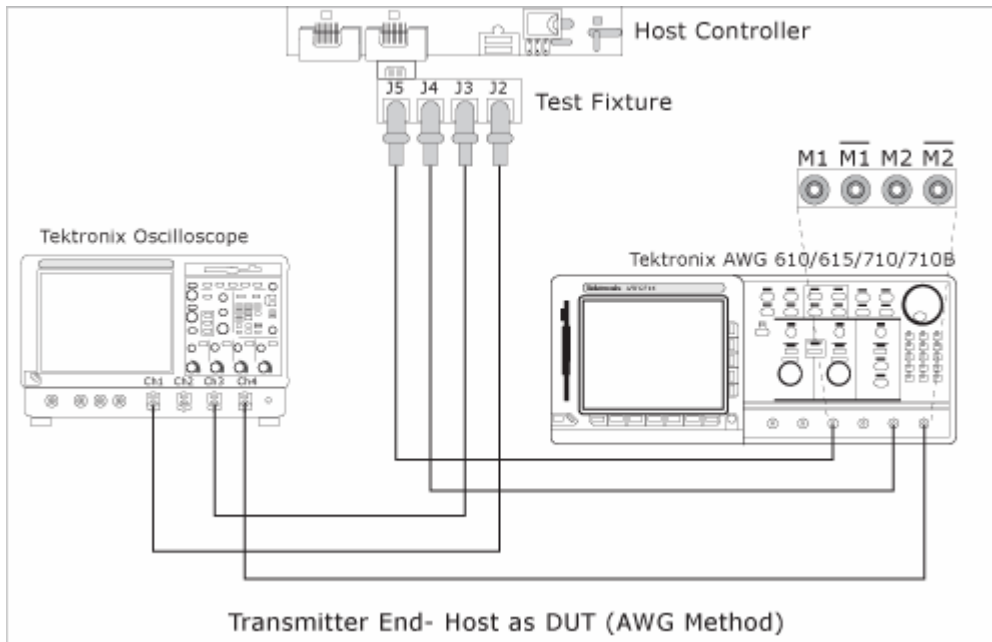 Host Controller
J5 J4 J3 J2
Test Fixture
M1 M1 M2 M2
Tektronix Oscilloscope
Tektronix AWG 610/615/710/710B
Tektronix
Ch1 Ch2 Ch3 Ch4
Transmitter End- Host as DUT (AWG Method)